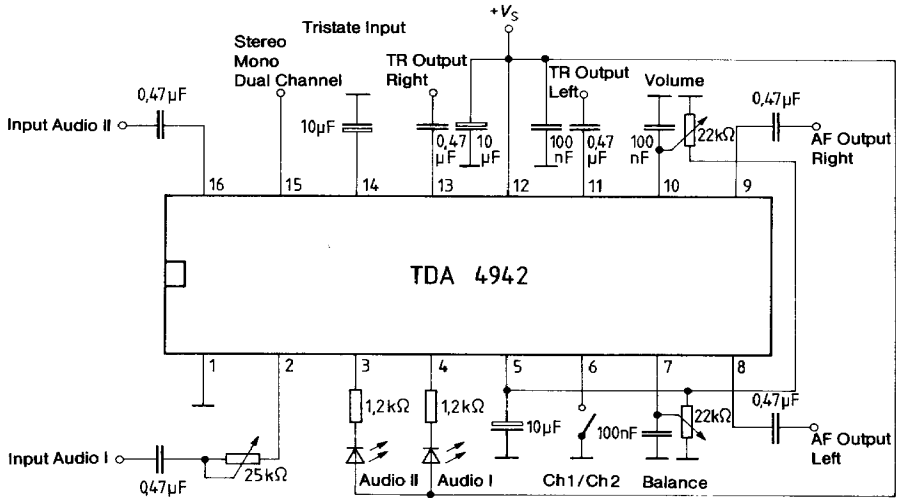 +VS
Tristate Input
Stereo
Mono
Dual Channel
TR Output
Right
TR Output
Left
Volume
0,47µF
Input Audio II
10µF
0,47
µF
10
µF
100
nF
0,47
µF
100
nF
22kΩ
0,47µF
AF Output
Right
16
15
14
13
12
11
10
9
TDA 4942
1
2
3
4
5
6
7
8
1,2kΩ
1,2kΩ
10µF
100nF
22kΩ
0,47µF
AF Output
Left
Input Audio I
0,47µF
25kΩ
Audio II
Audio I
Ch1/Ch2
Balance